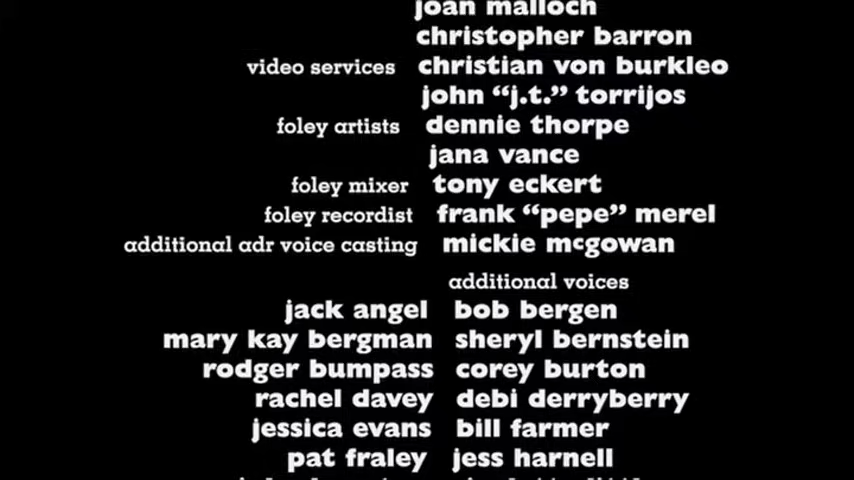 joan malloch
christopher barron
video services christian von burkleo
john “j.t.” torrijos
foley artists dennie thorpe
jana vance
foley mixer tony eckert
foley recordist frank “pepe” merel
additional adr voice casting mickie mcgowan
additional voices
jack angel bob bergen
mary kay bergman sheryl bernstein
rodger bumpass corey burton
rachel davey debi derryberry
jessica evans bill farmer
pat fraley jess harnell